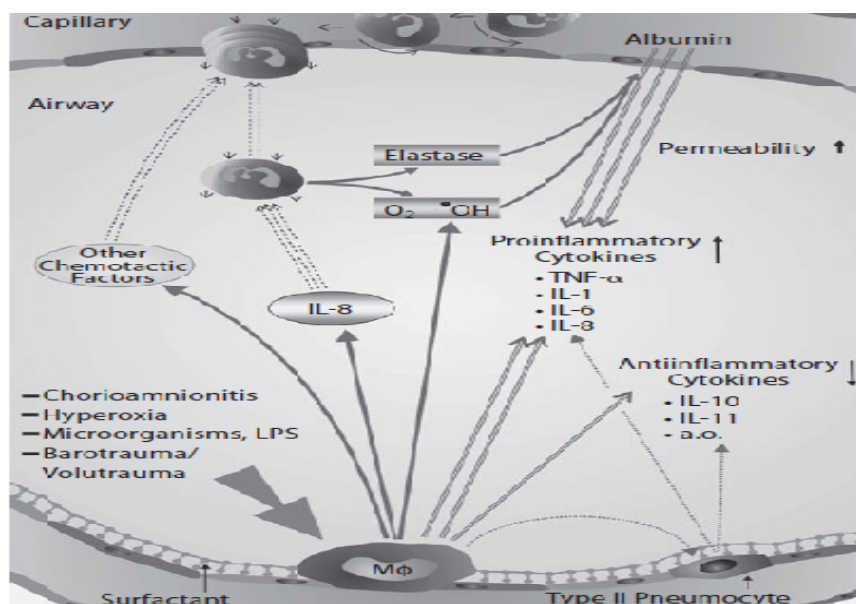 Capillary
Albumin
Airway
Permeability
Elastase
O₂ •OH
Proinflammatory
Cytokines
• TNF-α
• IL-1
• IL-6
• IL-8
Other
Chemotactic
Factors
IL-8
Antiinflammatory
Cytokines
• IL-10
• IL-11
• a.o.
Chorioamnionitis
Hyperoxia
Microorganisms, LPS
Barotrauma/
Volutrauma
Mϕ
Surfactant
Type II Pneumocyte